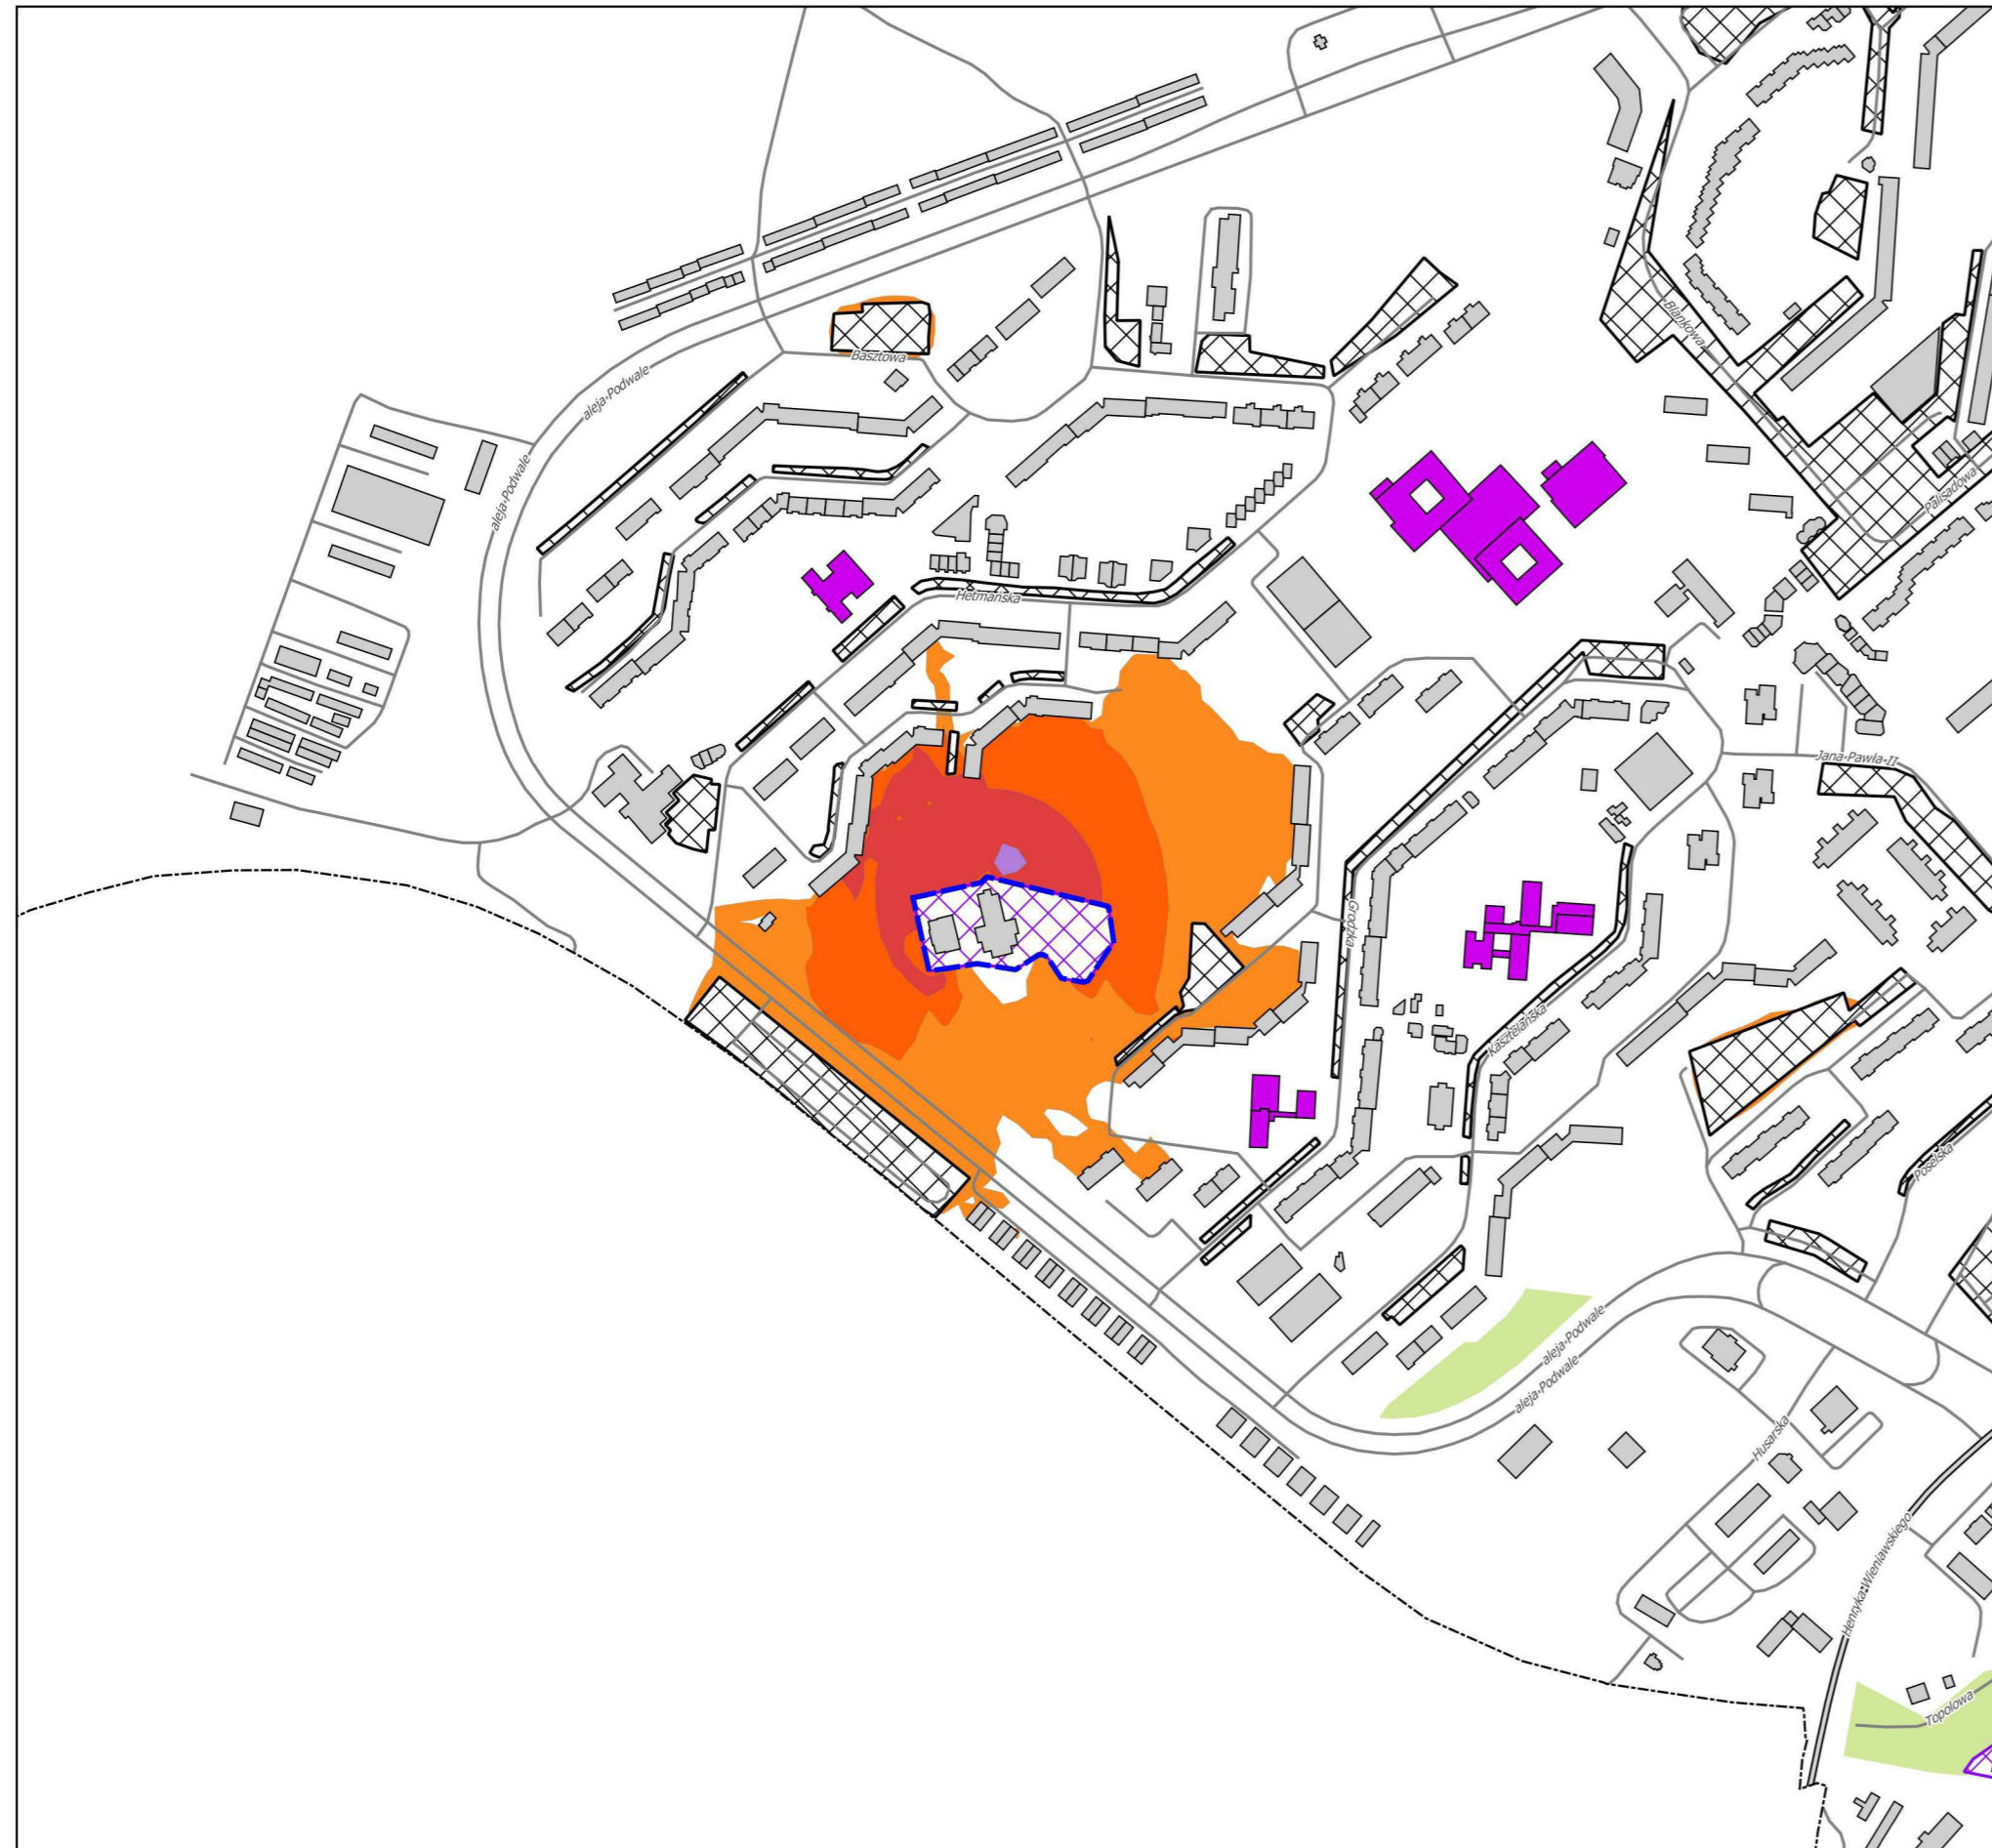 Blankowa
Basztowa
aleja Podwale
aleja Podwale
Palisadowa
Hetmańska
Jana Pawła II
Grodzka
Kasztelańska
Poselska
aleja Podwale
aleja Podwale
Husarska
Henryka Wieniawskiego
Topolowa